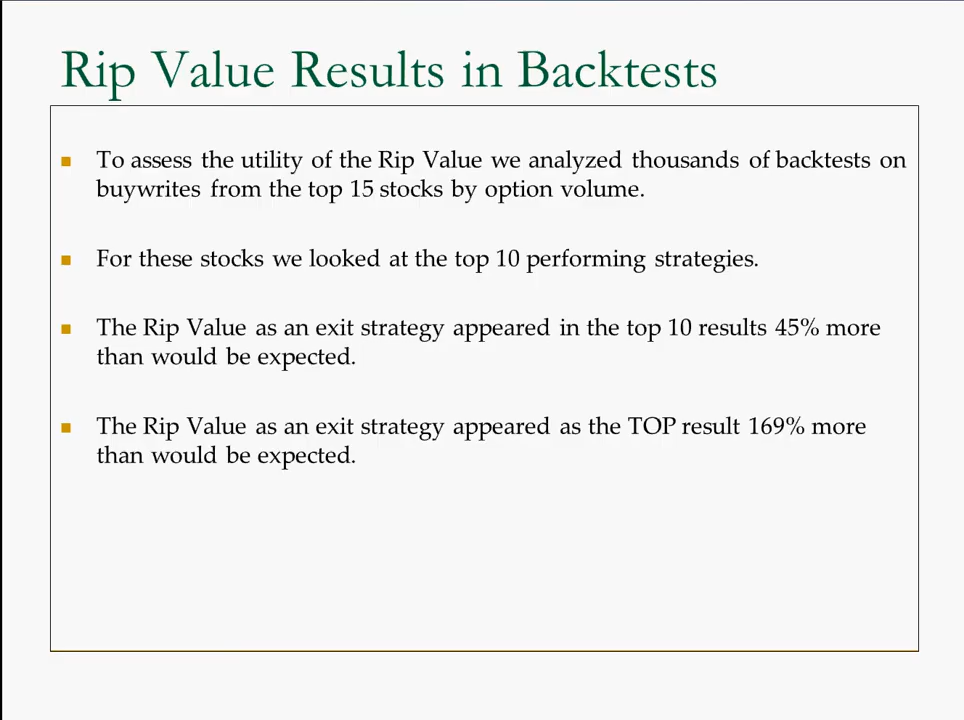 Rip Value Results in Backtests
To assess the utility of the Rip Value we analyzed thousands of backtests on
buywrites from the top 15 stocks by option volume.
For these stocks we looked at the top 10 performing strategies.
The Rip Value as an exit strategy appeared in the top 10 results 45% more
than would be expected.
The Rip Value as an exit strategy appeared as the TOP result 169% more
than would be expected.